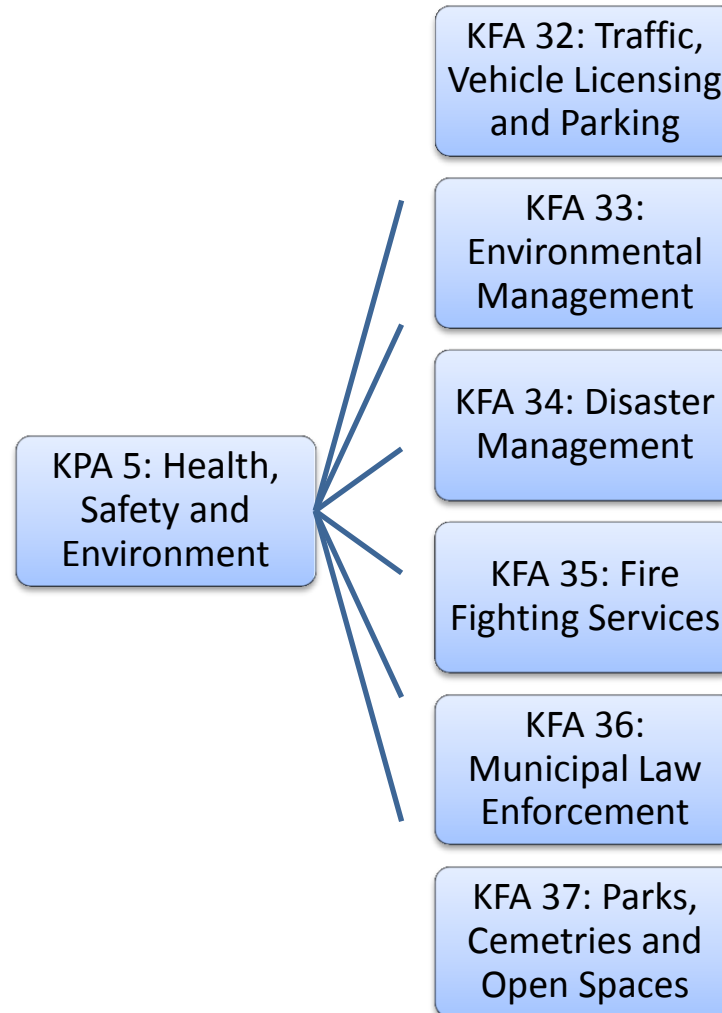 KFA 32: Traffic,
Vehicle Licensing
and Parking
KFA 33:
Environmental
Management
KFA 34: Disaster
Management
KPA 5: Health,
Safety and
Environment
KFA 35: Fire
Fighting Services
KFA 36:
Municipal Law
Enforcement
KFA 37: Parks,
Cemetries and
Open Spaces